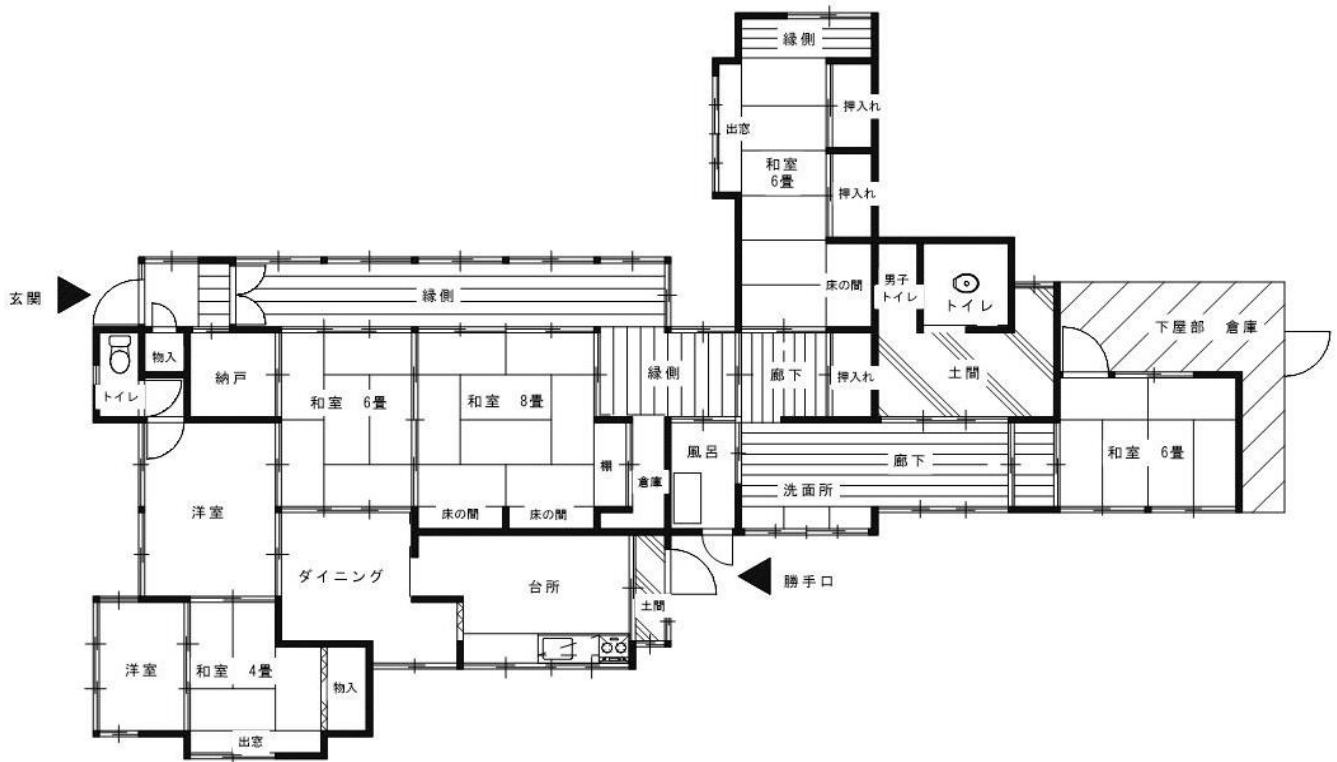 縁側
押入れ
出窓
和室
6畳
押入れ
床の間
男子
トイレ
トイレ
玄関
縁側
下屋部 倉庫
物入
トイレ
納戸
和室 6畳
和室 8畳
縁側
廊下
押入れ
土間
棚
倉庫
風呂
廊下
洗面所
和室 6畳
床の間
床の間
洋室
ダイニング
台所
土間
勝手口
洋室
和室 4畳
物入
出窓